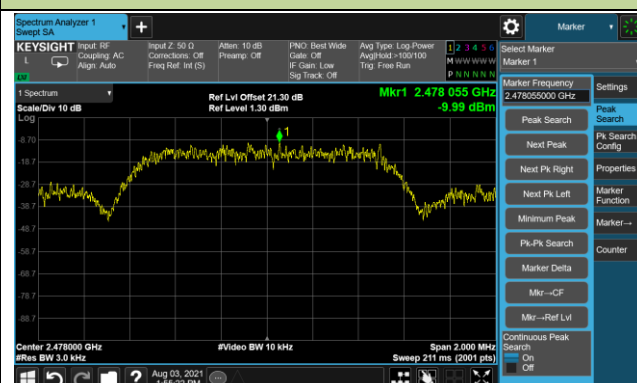 Spectrum Analyzer 1
Swept SA
+
Marker
KEYSIGHT
L
Input: RF
Coupling: AC
Align: Auto
Input Z: 50 Ω
Corrections: Off
Freq Ref: Int (S)
Atten: 10 dB
Preamp: Off
PNO: Best Wide
Gate: Off
IF Gain: Low
Sig Track: Off
Avg Type: Log-Power
Avg|Hold:>100/100
Trig: Free Run
1 2 3 4 5 6
M W W W W W
P N N N N N
Select Marker
Marker 1
1 Spectrum
Scale/Div 10 dB
Log
Ref Lvl Offset 21.30 dB
Ref Level 1.30 dBm
Mkr1 2.478 055 GHz
-9.99 dBm
1
-8.70
-18.7
-28.7
-38.7
-48.7
-58.7
-68.7
-78.7
-88.7
Center 2.478000 GHz
#Res BW 3.0 kHz
#Video BW 10 kHz
Span 2.000 MHz
Sweep 211 ms (2001 pts)
Marker Frequency
2.478055000 GHz
Peak Search
Next Peak
Next Pk Right
Next Pk Left
Minimum Peak
Pk-Pk Search
Marker Delta
Mkr→CF
Mkr→Ref Lvl
Continuous Peak
Search
On
Off
Settings
Peak
Search
Pk Search
Config
Properties
Marker
Function
Marker→
Counter
?
Aug 03, 2021